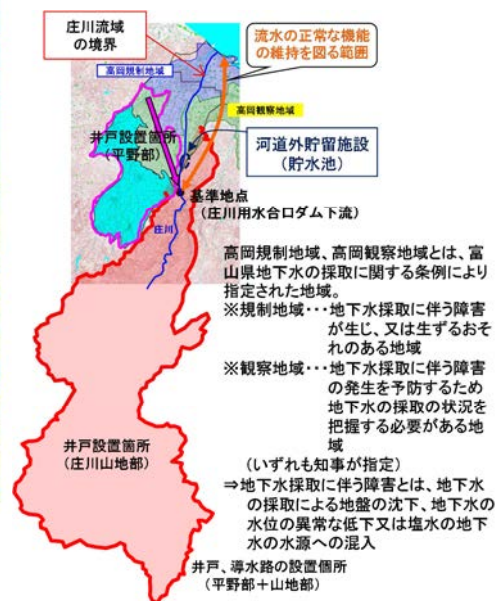 庄川流域
の境界
流水の正常な機能
の維持を図る範囲
高岡規制地域
高岡観察地域
井戸設置箇所
(平野部)
河道外貯留施設
(貯水池)
基準地点
(庄川用水合口ダム下流)
庄川
高岡規制地域、高岡観察地域とは、富
山県地下水の採取に関する条例により
指定された地域。
※規制地域・・・地下水採取に伴う障害
が生じ、又は生ずるおそ
れのある地域
※観察地域・・・地下水採取に伴う障害
の発生を予防するため
地下水の採取の状況を
把握する必要がある地
域
(いずれも知事が指定)
⇒地下水採取に伴う障害とは、地下水
の採取による地盤の沈下、地下水の
水位の異常な低下又は塩水の地下
水の水源への混入
井戸設置箇所
(庄川山地部)
井戸、導水路の設置個所
(平野部+山地部)